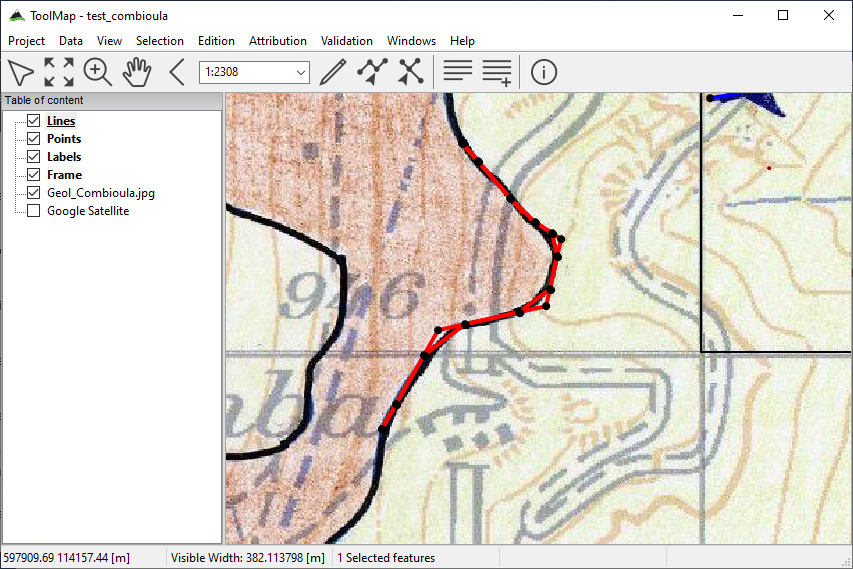 ToolMap - test_combioula
Project Data View Selection Edition Attribution Validation Windows Help
1:2308
Table of content
Lines
Points
Labels
Frame
Geol_Combioula.jpg
Google Satellite
946
mba
597909.69 114157.44 [m] Visible Width: 382.113798 [m] 1 Selected features